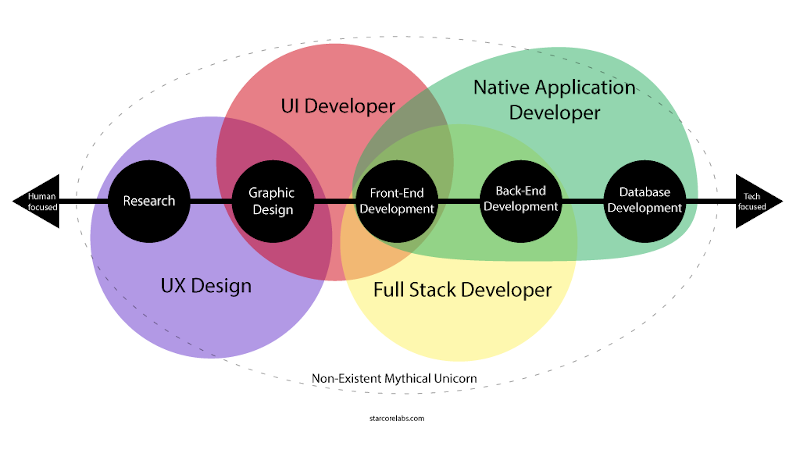 UI Developer
Native Application
Developer
Human
focused
Research
Graphic
Design
Front-End
Development
Back-End
Development
Database
Development
Tech
focused
UX Design
Full Stack Developer
Non-Existent Mythical Unicorn
starcorelabs.com